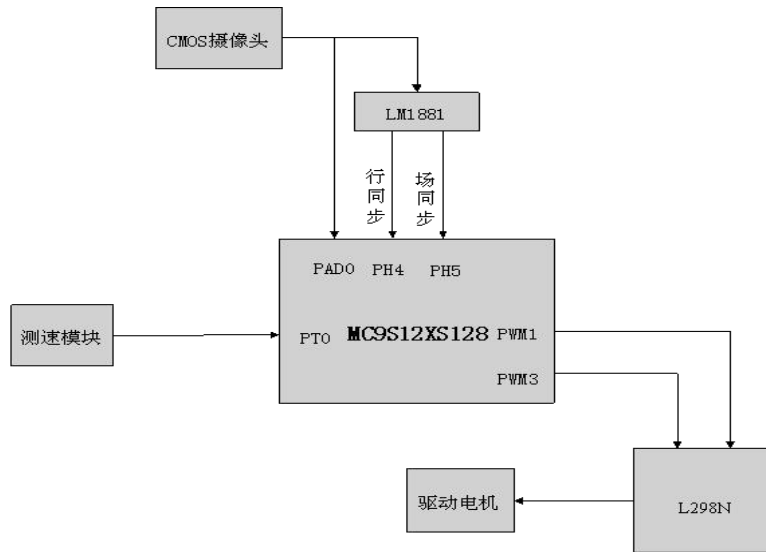 CMOS摄像头
LM1881
行同步
场同步
PAD0 PH4 PH5
测速模块
PT0 MC9S12XS128 PWM1
PWM3
驱动电机
L298N